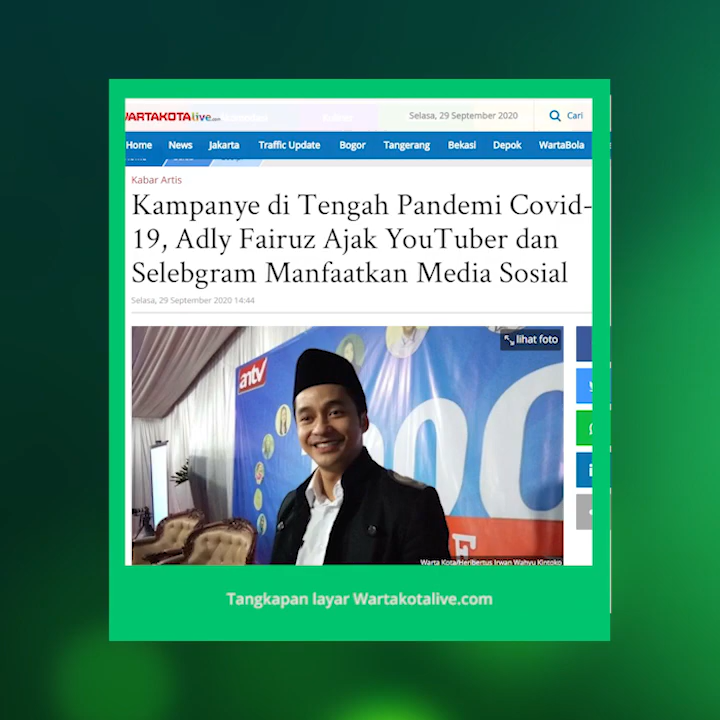 WARTAKOTAlive.com
Selasa, 29 September 2020
Cari
Home News Jakarta Traffic Update Bogor Tangerang Bekasi Depok WartaBola
Kabar Artis
Kampanye di Tengah Pandemi Covid-
19, Adly Fairuz Ajak YouTuber dan
Selebgram Manfaatkan Media Sosial
Selasa, 29 September 2020 14:44
lihat foto
antv
Warta Kota/Heribertus Irwan Wahyu Kintoko
Tangkapan layar Wartakotalive.com